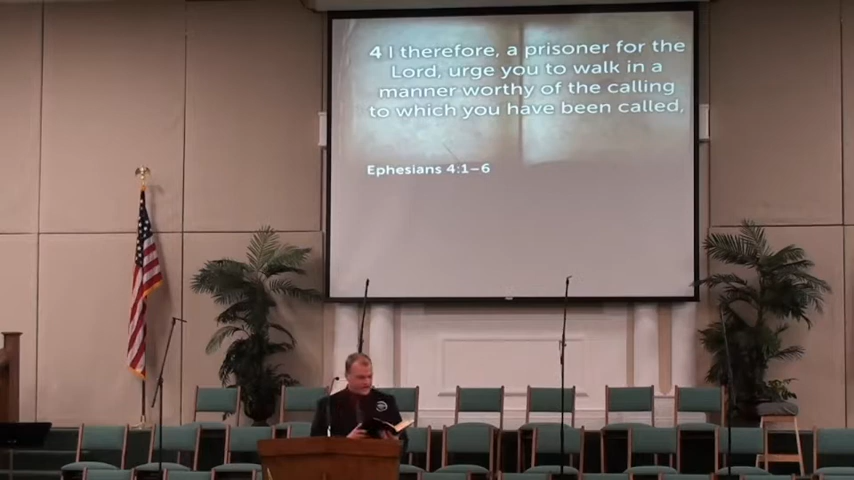 4 I therefore, a prisoner for the
Lord, urge you to walk in a
manner worthy of the calling
to which you have been called,
Ephesians 4:1–6